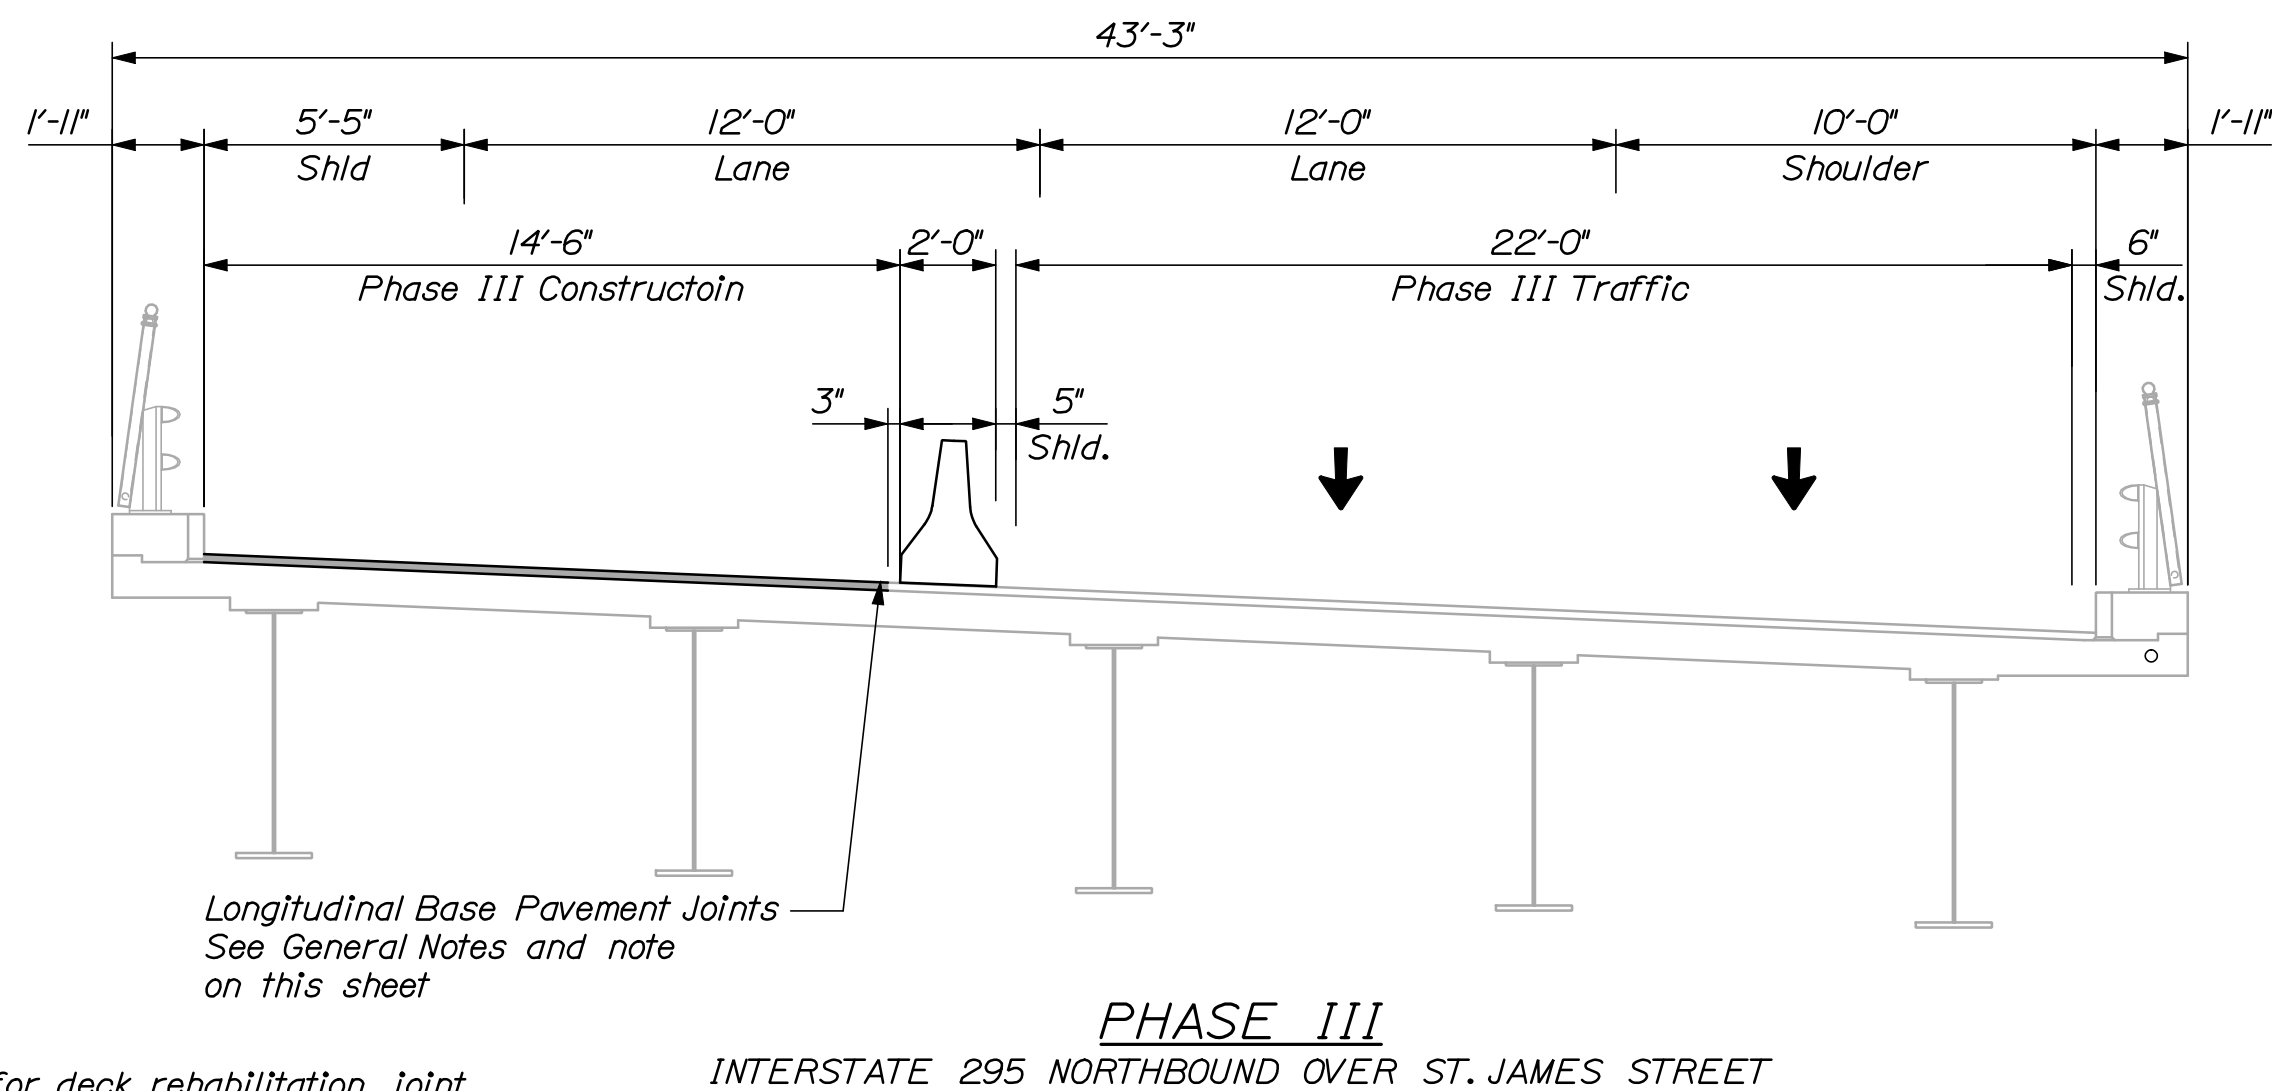 43'-3"
1'-11" 5'-5" 12'-0" 12'-0" 10'-0" 1'-11"
Shld Lane Lane Shoulder
14'-6" 2'-0" 22'-0" 6"
Phase III Constructoin Phase III Traffic Shld.
3" 5"
Shld.
Longitudinal Base Pavement Joints
See General Notes and note
on this sheet
PHASE III
INTERSTATE 295 NORTHBOUND OVER ST. JAMES STREET
for deck rehabilitation joint